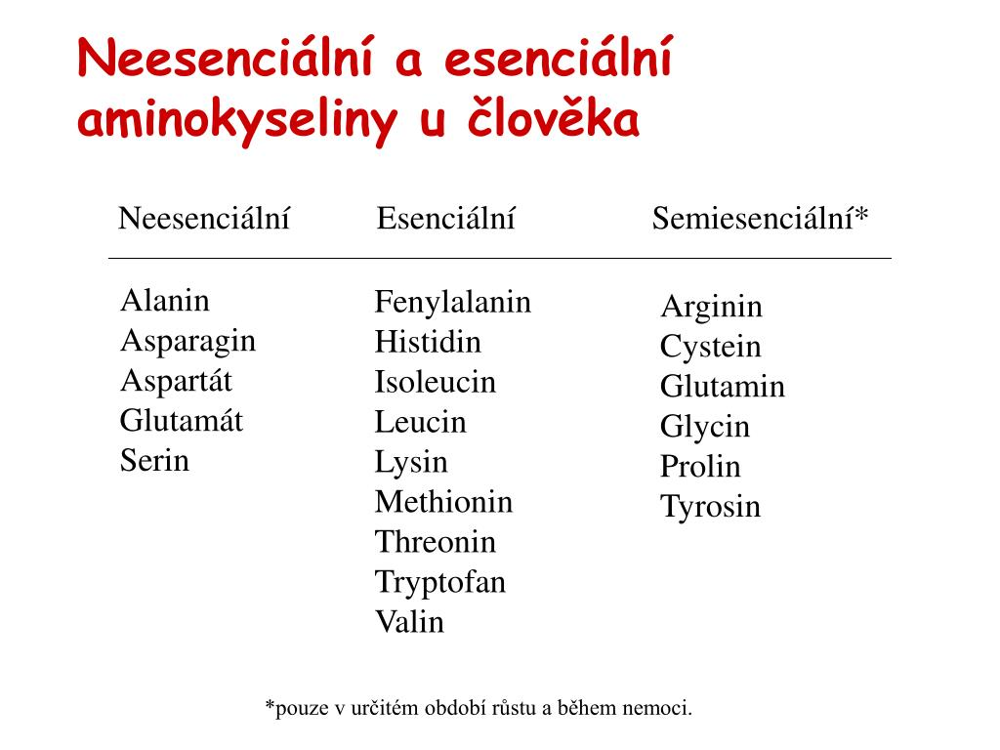 Neesenciální a esenciální
aminokyseliny u člověka
Neesenciální Esenciální Semiesenciální*
Alanin
Asparagin
Aspartát
Glutamát
Serin
Fenylalanin
Histidin
Isoleucin
Leucin
Lysin
Methionin
Threonin
Tryptofan
Valin
Arginin
Cystein
Glutamin
Glycin
Prolin
Tyrosin
*pouze v určitém období růstu a během nemoci.